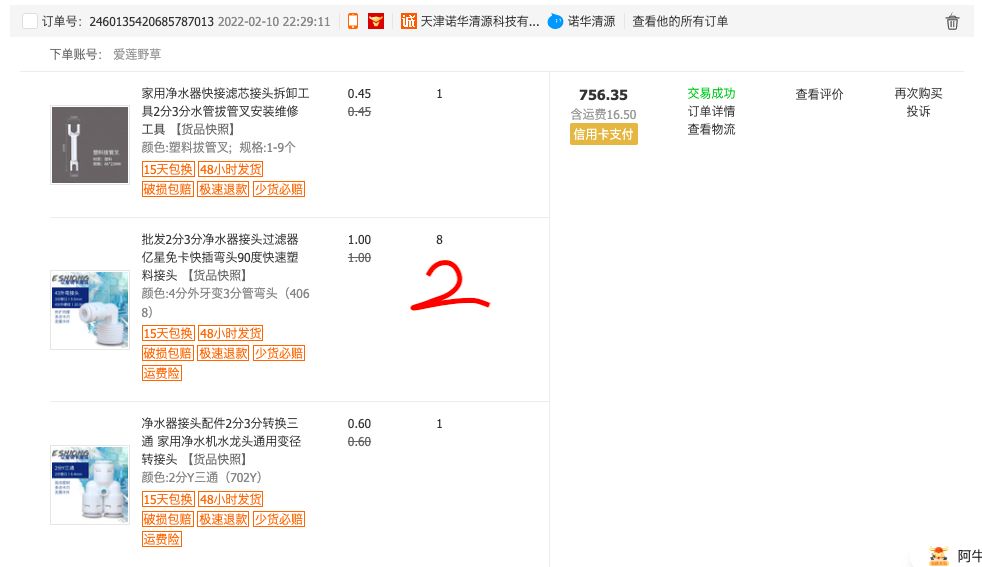 订单号: 2460135420685787013 2022-02-10 22:29:11 诚 天津诺华清源科技有... 诺华清源 查看他的所有订单
下单账号: 爱莲野草
家用净水器快接滤芯接头拆卸工
具2分3分水管拔管叉安装维修
工具 【货品快照】
颜色:塑料拔管叉; 规格:1-9个
15天包换 48小时发货
破损包赔 极速退款 少货必赔
0.45
0.45
1
756.35
含运费16.50
信用卡支付
交易成功
订单详情
查看物流
查看评价
再次购买
投诉
塑料拔管叉
批发2分3分净水器接头过滤器
亿星免卡快插弯头90度快速塑
料接头 【货品快照】
颜色:4分外牙变3分管弯头（406
8）
15天包换 48小时发货
破损包赔 极速退款 少货必赔
运费险
1.00
1.00
8
2
净水器接头配件2分3分转换三
通 家用净水机水龙头通用变径
转接头 【货品快照】
颜色:2分Y三通（702Y）
15天包换 48小时发货
破损包赔 极速退款 少货必赔
运费险
0.60
0.60
1
2分Y三通
阿牛